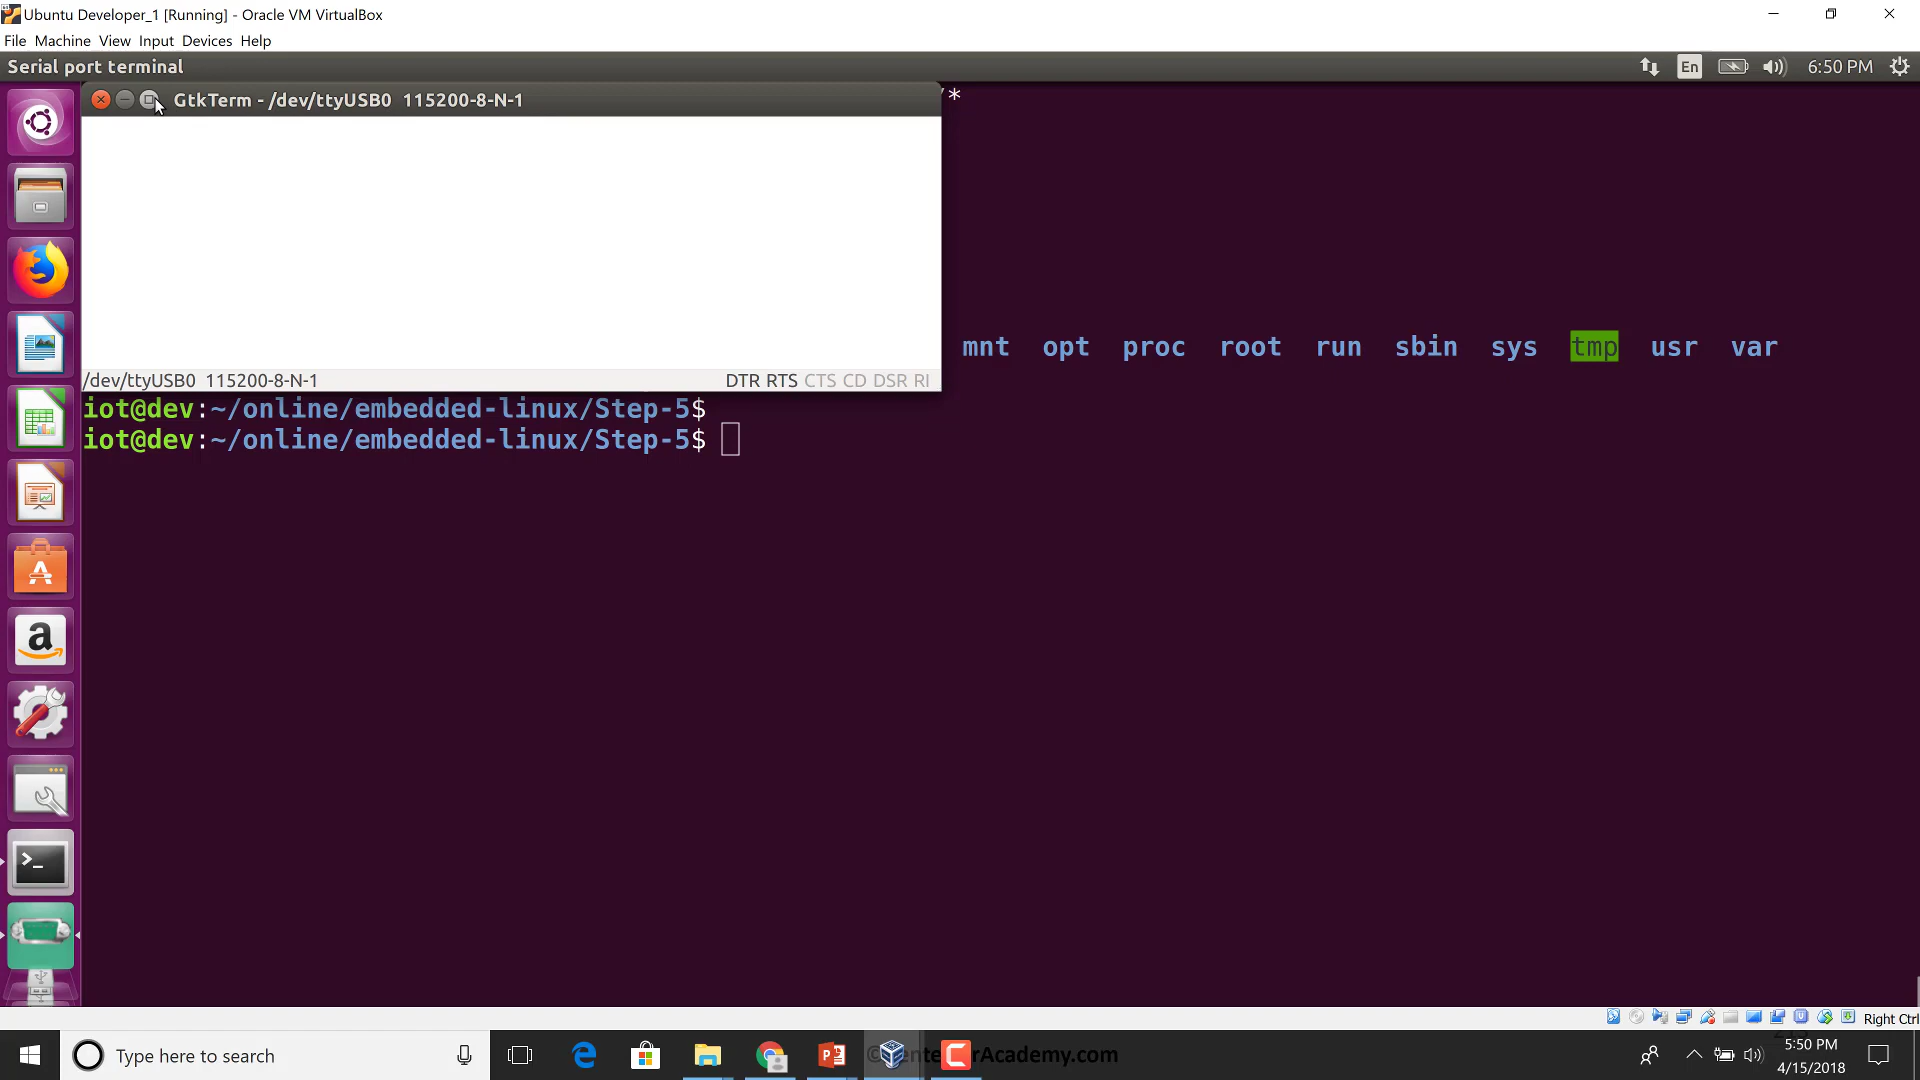 Ubuntu Developer_1 [Running] - Oracle VM VirtualBox
File Machine View Input Devices Help
Serial port terminal
En
6:50 PM
GtkTerm - /dev/ttyUSB0 115200-8-N-1
/*
mnt opt proc root run sbin sys tmp usr var
/dev/ttyUSB0 115200-8-N-1
DTR RTS CTS CD DSR RI
iot@dev:~/online/embedded-linux/Step-5$
iot@dev:~/online/embedded-linux/Step-5$
Right Ctrl
Type here to search
Academy.com
5:50 PM
4/15/2018